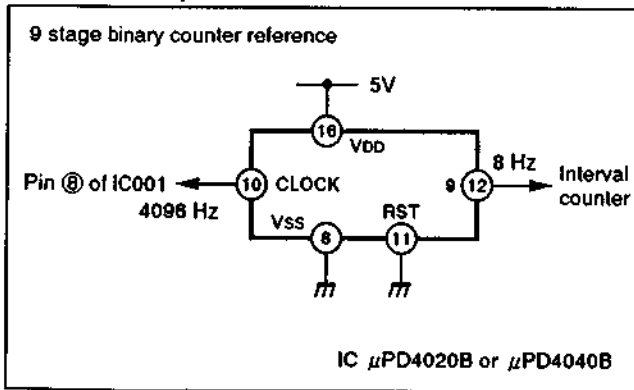 9 stage binary counter reference
5V
16
VDD
Pin ⑧ of IC001
10
CLOCK
4096 Hz
9
12
8 Hz
Interval
counter
VSS
8
RST
11
IC μPD4020B or μPD4040B